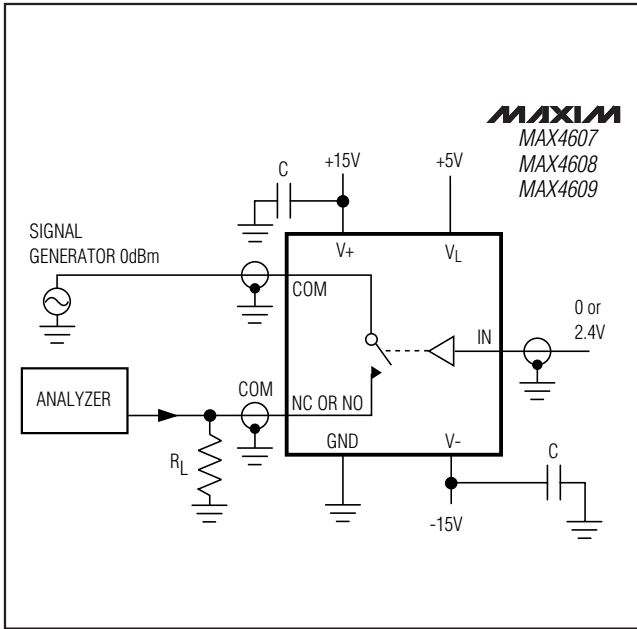 MAXIM
MAX4607
MAX4608
MAX4609
+15V
+5V
C
SIGNAL
GENERATOR 0dBm
V+
VL
COM
IN
0 or
2.4V
ANALYZER
COM
NC OR NO
RL
GND
V-
C
-15V